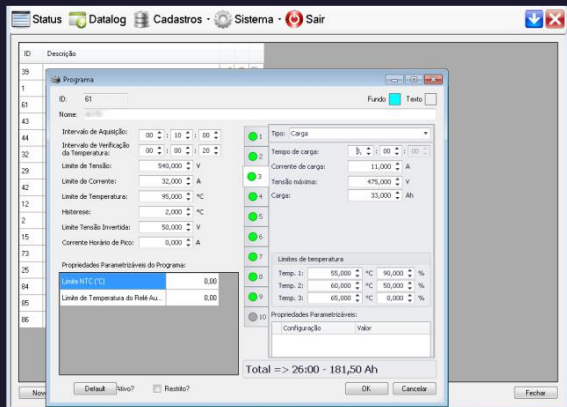 Status Datalog Cadastros Sistema Sair
ID Descrição
39
1
61
43
44
32
29
42
12
2
15
73
25
84
85
86
Programa
ID: 61 Fundo Texto
Nome:
Intervalo de Aquisição: 00 : 10 : 00
Intervalo de Verificação da Temperatura: 00 : 00 : 20
Limite de Tensão: 540,000 V
Limite de Corrente: 32,000 A
Limite de Temperatura: 95,000 °C
Histerese: 2,000 °C
Limite Tensão Invertida: 50,000 V
Corrente Horário de Pico: 0,000 A
Propriedades Parametrizáveis do Programa:
Limite NTC (°C) 0,00
Limite de Temperatura do Relé Au... 0,00
1
2
3
4
5
6
7
8
9
10
Tipo: Carga
Tempo de carga: 3, : 00 : 00
Corrente de carga: 11,000 A
Tensão máxima: 475,000 V
Carga: 33,000 Ah
Limites de temperatura
Temp. 1: 55,000 °C 90,000 %
Temp. 2: 60,000 °C 50,000 %
Temp. 3: 65,000 °C 0,000 %
Propriedades Parametrizáveis:
Configuração Valor
Total => 26:00 - 181,50 Ah
Default Ativo? Restrito? OK Cancelar
Nov Fechar